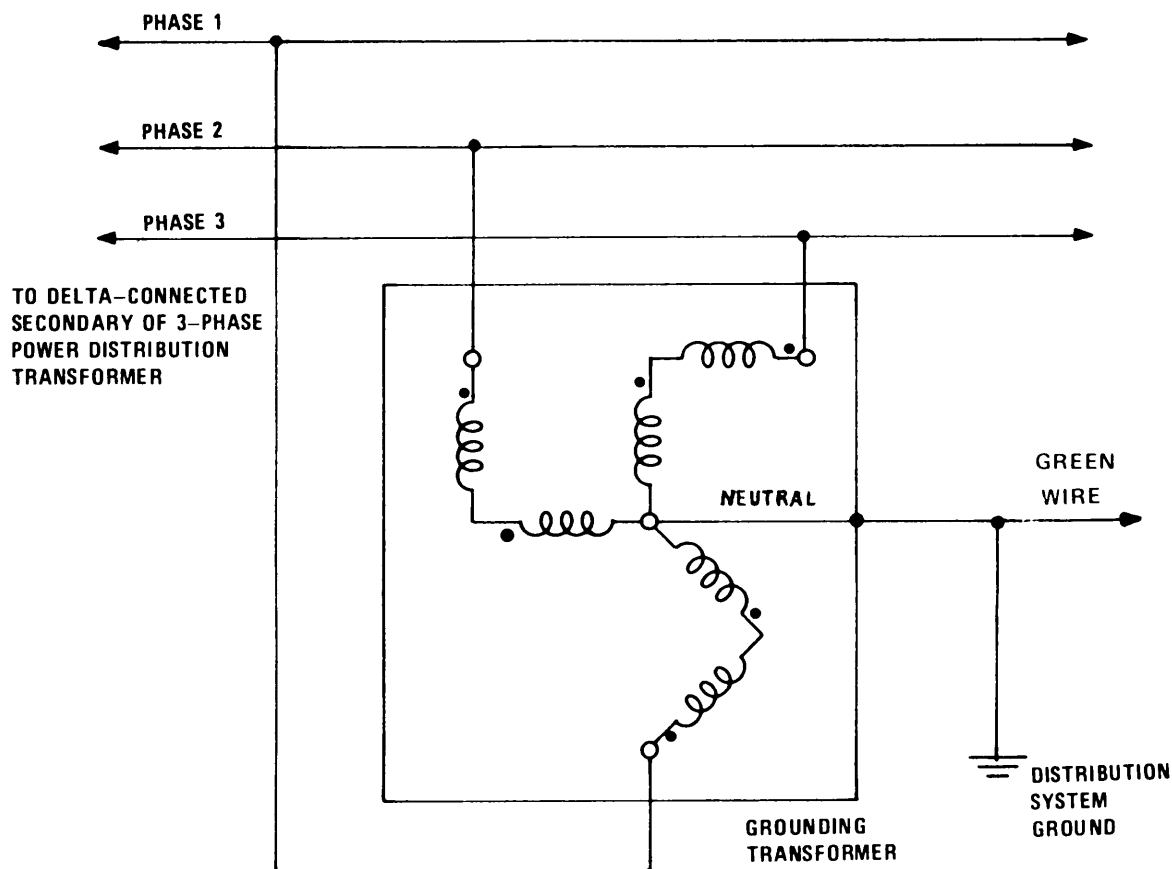 PHASE 1
PHASE 2
PHASE 3
TO DELTA-CONNECTED
SECONDARY OF 3-PHASE
POWER DISTRIBUTION
TRANSFORMER
NEUTRAL
GREEN
WIRE
DISTRIBUTION
SYSTEM
GROUND
GROUNDING
TRANSFORMER